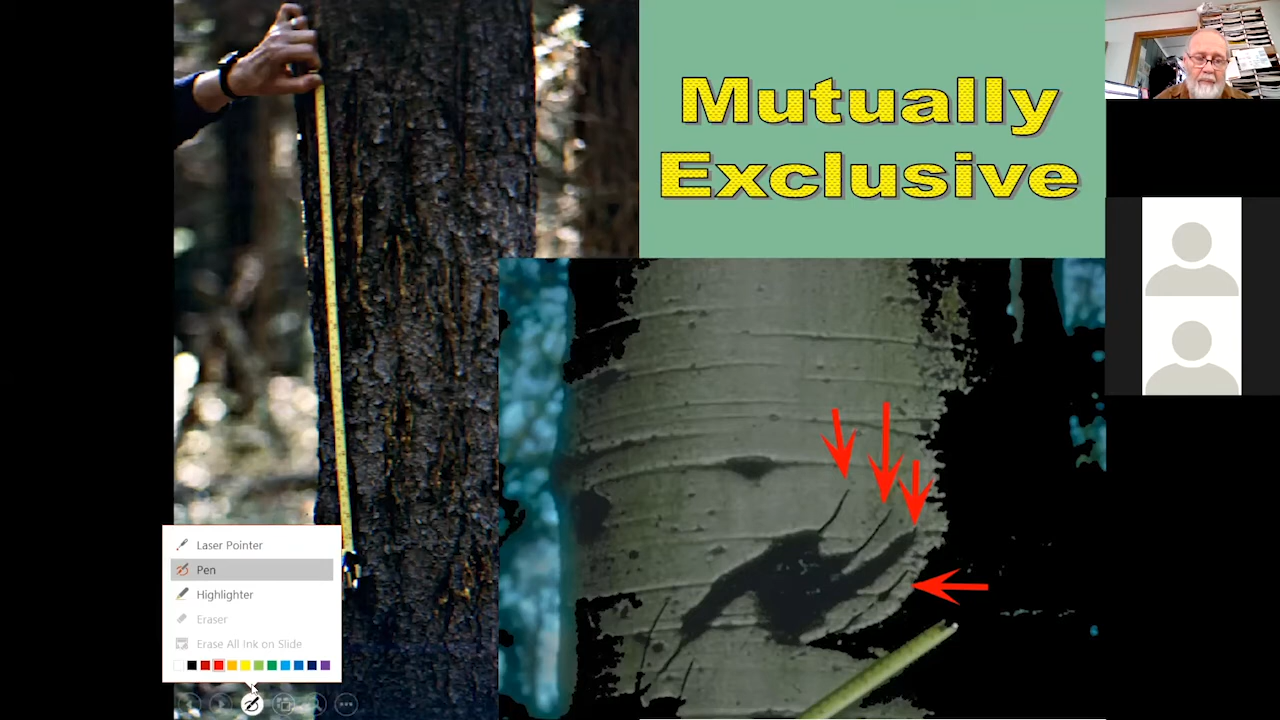 Mutually
Exclusive
Laser Pointer
Pen
Highlighter
Eraser
Erase All Ink on Slide